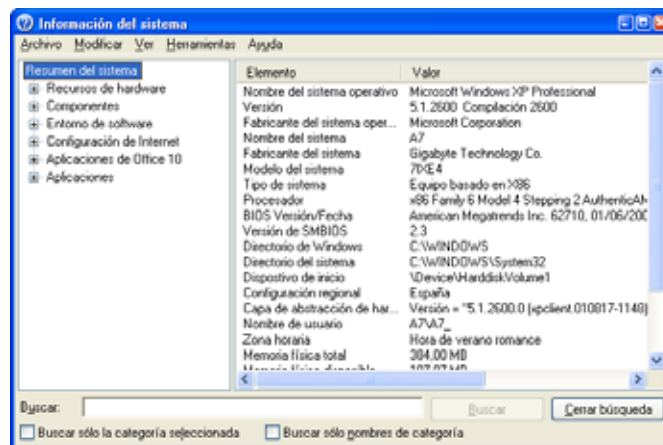 Información del sistema
Archivo Modificar Ver Herramientas Ayuda
Resumen del sistema
Recursos de hardware
Componentes
Entorno de software
Configuración de Internet
Aplicaciones de Office 10
Aplicaciones
Elemento Valor
Nombre del sistema operativo Microsoft Windows XP Professional
Versión 5.1.2600 Compilación 2600
Fabricante del sistema oper... Microsoft Corporation
Nombre del sistema A7
Fabricante del sistema Gigabyte Technology Co.
Modelo del sistema 7IXE4
Tipo de sistema Equipo basado en X86
Procesador x86 Family 6 Model 4 Stepping 2 AuthenticAM
BIOS Versión/Fecha American Megatrends Inc. 62710, 01/06/200
Versión de SMBIOS 2.3
Directorio de Windows C:\WINDOWS
Directorio del sistema C:\WINDOWS\System32
Dispositivo de inicio \Device\HarddiskVolume1
Configuración regional España
Capa de abstracción de har... Versión = "5.1.2600.0 (xpclient.010817-1148)
Nombre de usuario A7\A7_
Zona horaria Hora de verano romance
Memoria física total 384,00 MB
Memoria física disponible
Buscar: Buscar Cerrar búsqueda
Buscar sólo la categoría seleccionada Buscar sólo nombres de categoría